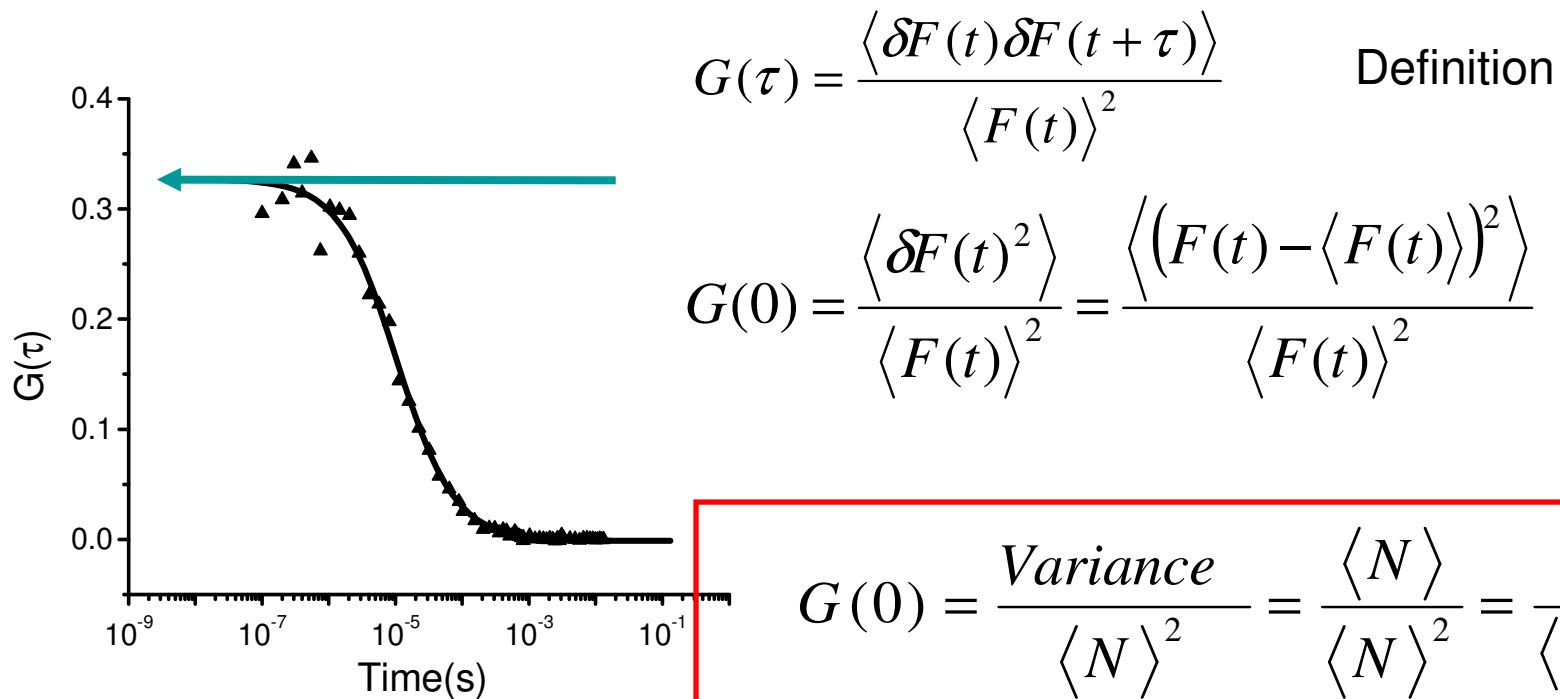 G(τ) = ⟨δF(t)δF(t + τ)⟩ / ⟨F(t)⟩²
Definition
G(0) = ⟨δF(t)²⟩ / ⟨F(t)⟩² = ⟨(F(t) − ⟨F(t)⟩)²⟩ / ⟨F(t)⟩²
G(0) = Variance / ⟨N⟩² = ⟨N⟩ / ⟨N⟩² =
G(τ)
0.4
0.3
0.2
0.1
0.0
10⁻⁹ 10⁻⁷ 10⁻⁵ 10⁻³ 10⁻¹
Time(s)